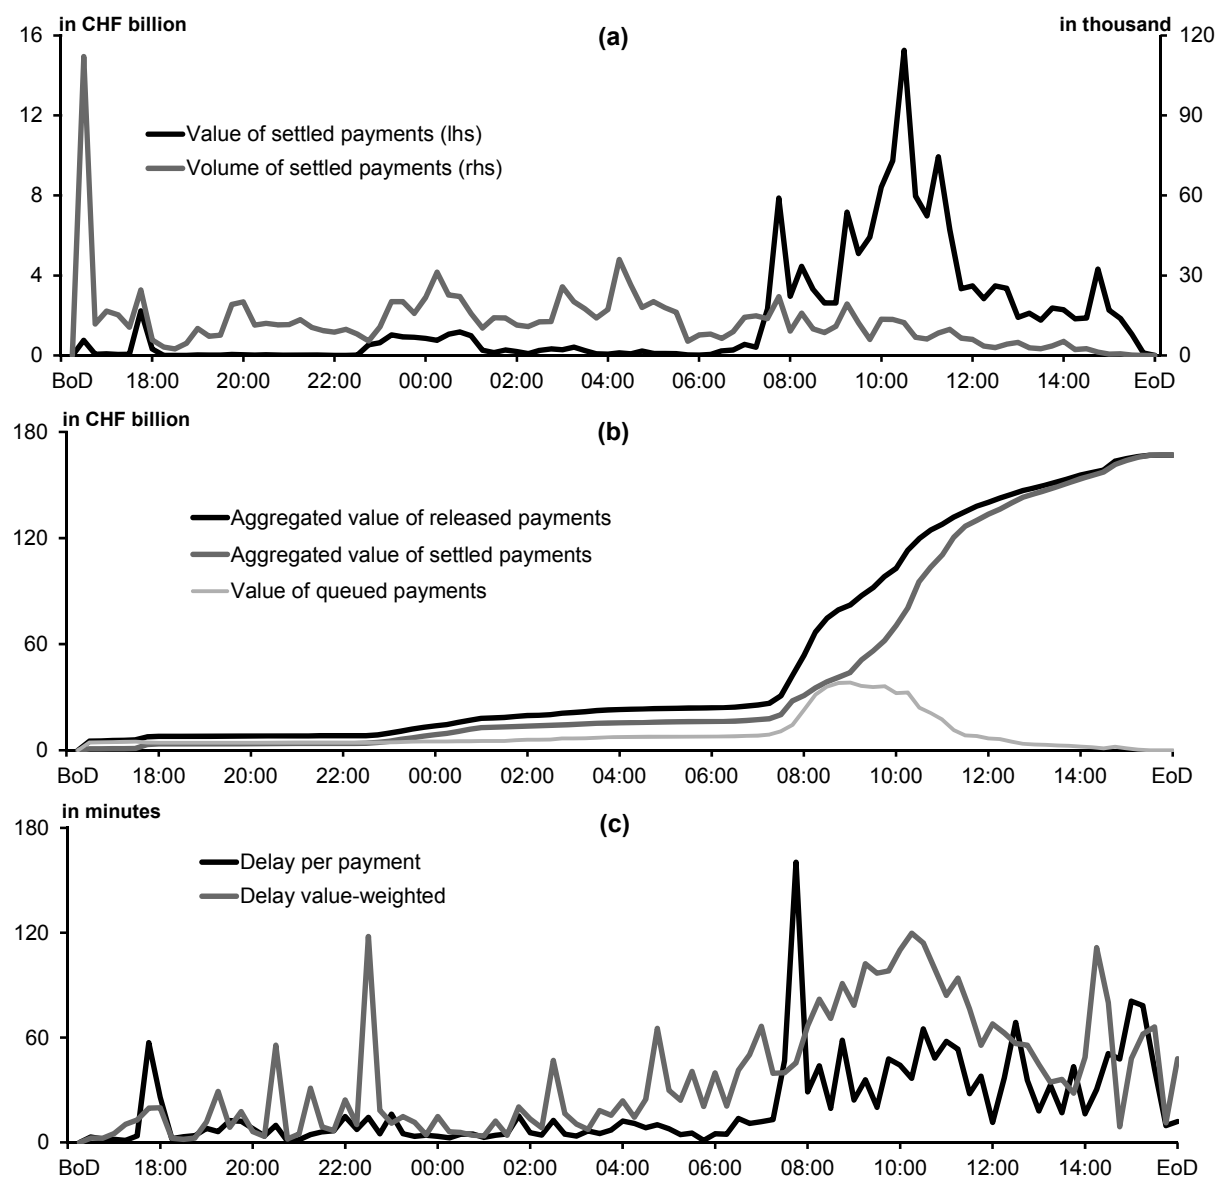 in CHF billion (a) in thousand
16 120
12 90
Value of settled payments (lhs)
Volume of settled payments (rhs)
8 60
4 30
0 0
BoD 18:00 20:00 22:00 00:00 02:00 04:00 06:00 08:00 10:00 12:00 14:00 EoD
in CHF billion (b)
180
Aggregated value of released payments
120
Aggregated value of settled payments
Value of queued payments
60
0
BoD 18:00 20:00 22:00 00:00 02:00 04:00 06:00 08:00 10:00 12:00 14:00 EoD
in minutes (c)
180
Delay per payment
Delay value-weighted
120
60
0
BoD 18:00 20:00 22:00 00:00 02:00 04:00 06:00 08:00 10:00 12:00 14:00 EoD